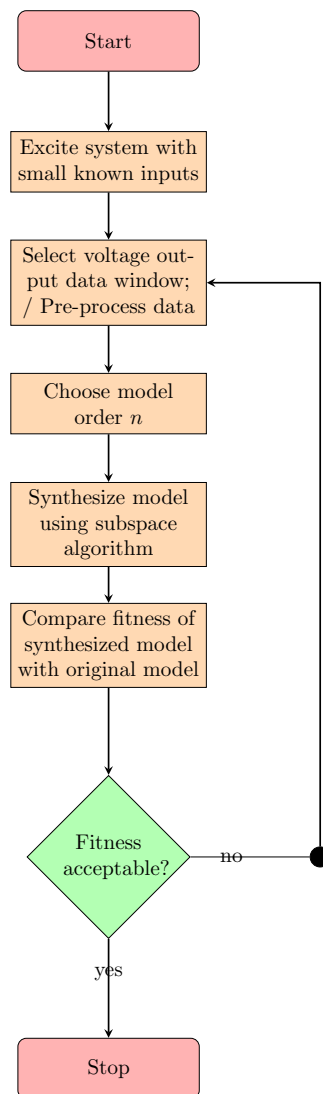 Start
Excite system with
small known inputs
Select voltage out-
put data window;
/ Pre-process data
Choose model
order n
Synthesize model
using subspace
algorithm
Compare fitness of
synthesized model
with original model
Fitness
acceptable?
no
yes
Stop